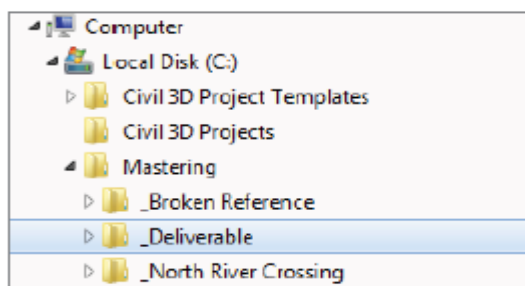 Computer
Local Disk (C:)
Civil 3D Project Templates
Civil 3D Projects
Mastering
_Broken Reference
_Deliverable
_North River Crossing